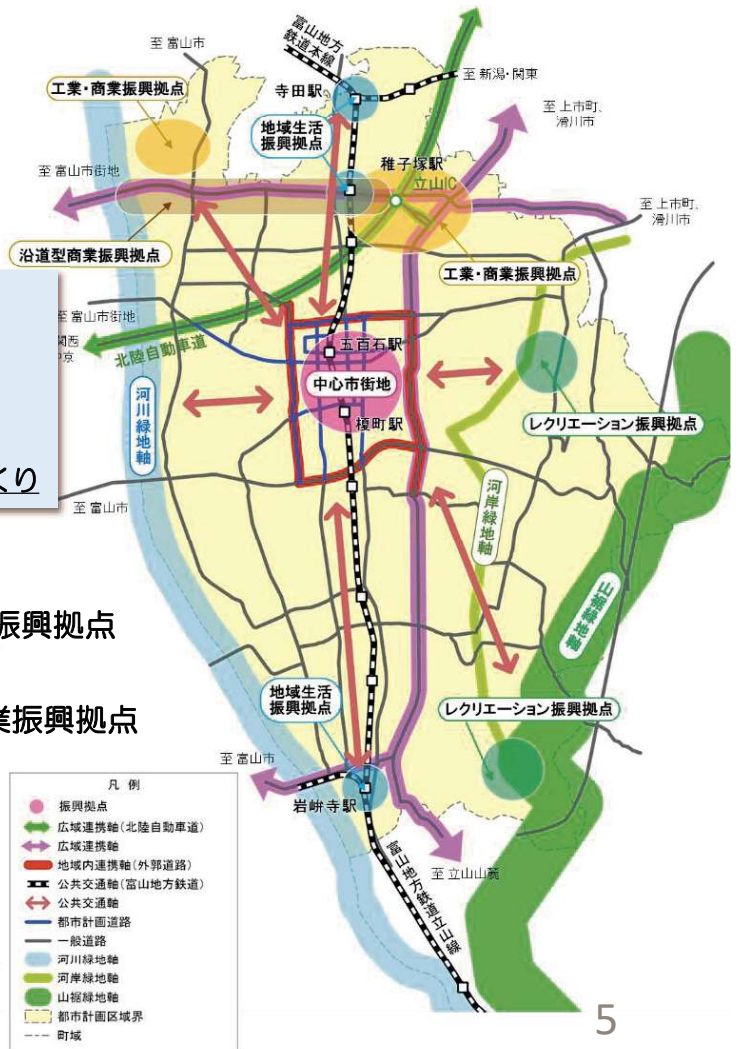 富山地方
鉄道本線
至 富山市
至 新潟・関東
工業・商業振興拠点
寺田駅
至 上市町、
滑川市
地域生活
振興拠点
稚子塚駅
立山IC
至 富山市街地
至 上市町、
滑川市
沿道型商業振興拠点
工業・商業振興拠点
至 富山市街地
関西
中京
北陸自動車道
五百石駅
中心市街地
榎町駅
河川緑地軸
レクリエーション振興拠点
くり
至 富山市
河岸緑地軸
山裾緑地軸
振興拠点
地域生活
振興拠点
レクリエーション振興拠点
業振興拠点
至 富山市
岩峅寺駅
至 立山山麓
富山地方鉄道立山線
凡 例
振興拠点
広域連携軸(北陸自動車道)
広域連携軸
地域内連携軸(外郭道路)
公共交通軸(富山地方鉄道)
公共交通軸
都市計画道路
一般道路
河川緑地軸
河岸緑地軸
山裾緑地軸
都市計画区域界
町域
5